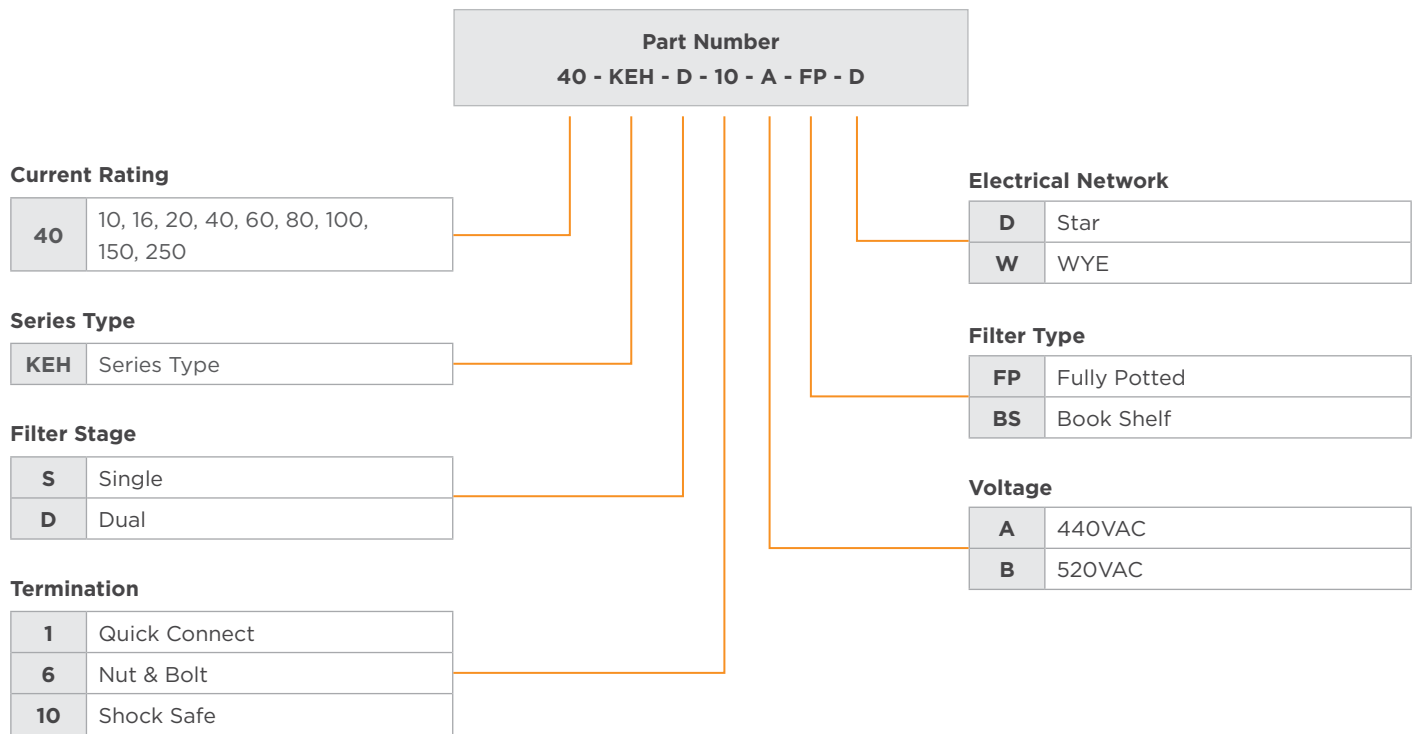 Part Number
40 - KEH - D - 10 - A - FP - D
Current Rating
40 10, 16, 20, 40, 60, 80, 100,
150, 250
Series Type
KEH Series Type
Filter Stage
S Single
D Dual
Termination
1 Quick Connect
6 Nut & Bolt
10 Shock Safe
Electrical Network
D Star
W WYE
Filter Type
FP Fully Potted
BS Book Shelf
Voltage
A 440VAC
B 520VAC